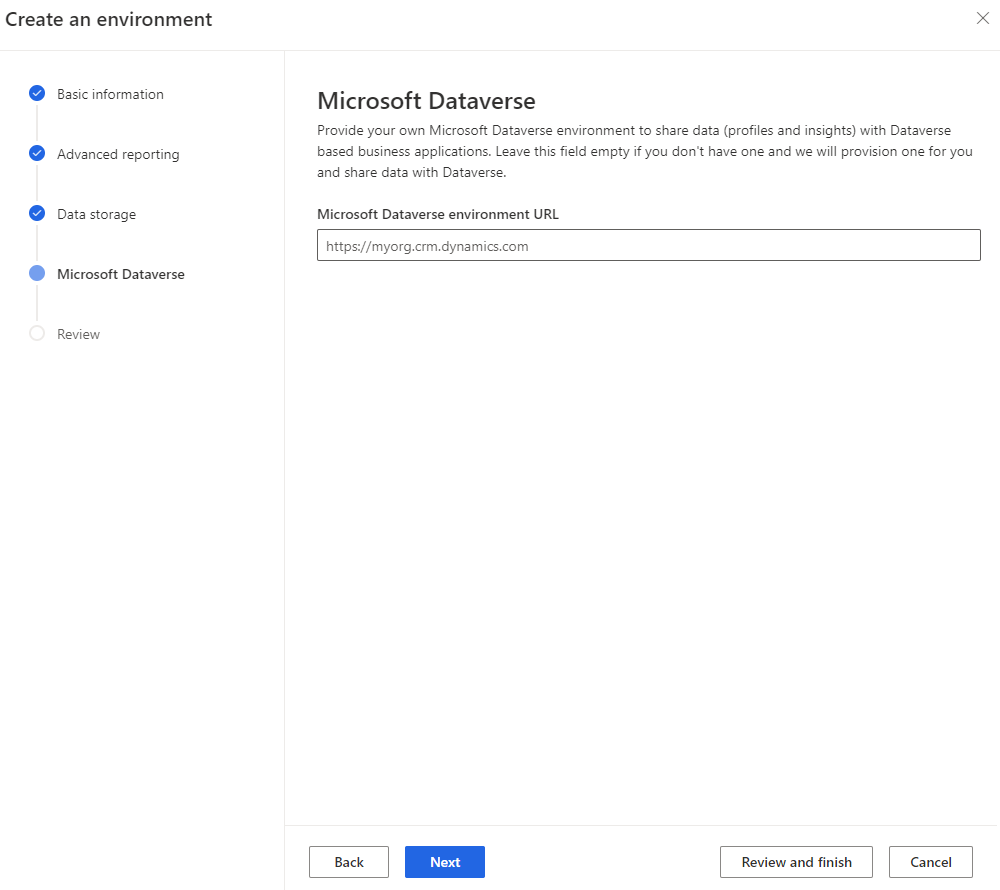 Create an environment
Basic information
Advanced reporting
Data storage
Microsoft Dataverse
Review
Microsoft Dataverse
Provide your own Microsoft Dataverse environment to share data (profiles and insights) with Dataverse
based business applications. Leave this field empty if you don't have one and we will provision one for you
and share data with Dataverse.
Microsoft Dataverse environment URL
https://myorg.crm.dynamics.com
Back
Next
Review and finish
Cancel